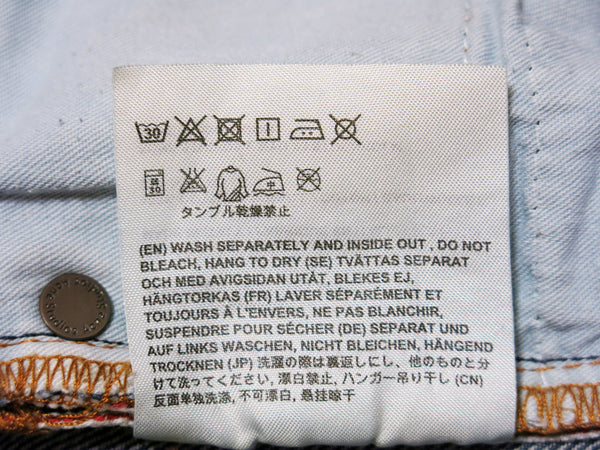 30
30
中
タンブル乾燥禁止
(EN) WASH SEPARATELY AND INSIDE OUT , DO NOT
BLEACH, HANG TO DRY (SE) TVÄTTAS SEPARAT
OCH MED AVIGSIDAN UTÅT, BLEKES EJ,
HÄNGTORKAS (FR) LAVER SÉPARÉMENT ET
TOUJOURS À L'ENVERS, NE PAS BLANCHIR,
SUSPENDRE POUR SÉCHER (DE) SEPARAT UND
AUF LINKS WASCHEN, NICHT BLEICHEN, HÄNGEND
TROCKNEN (JP) 洗濯の際は裏返しにし、他のものと分
けて洗ってください, 漂白禁止, ハンガー吊り干し (CN)
反面单独洗涤, 不可漂白, 悬挂晾干